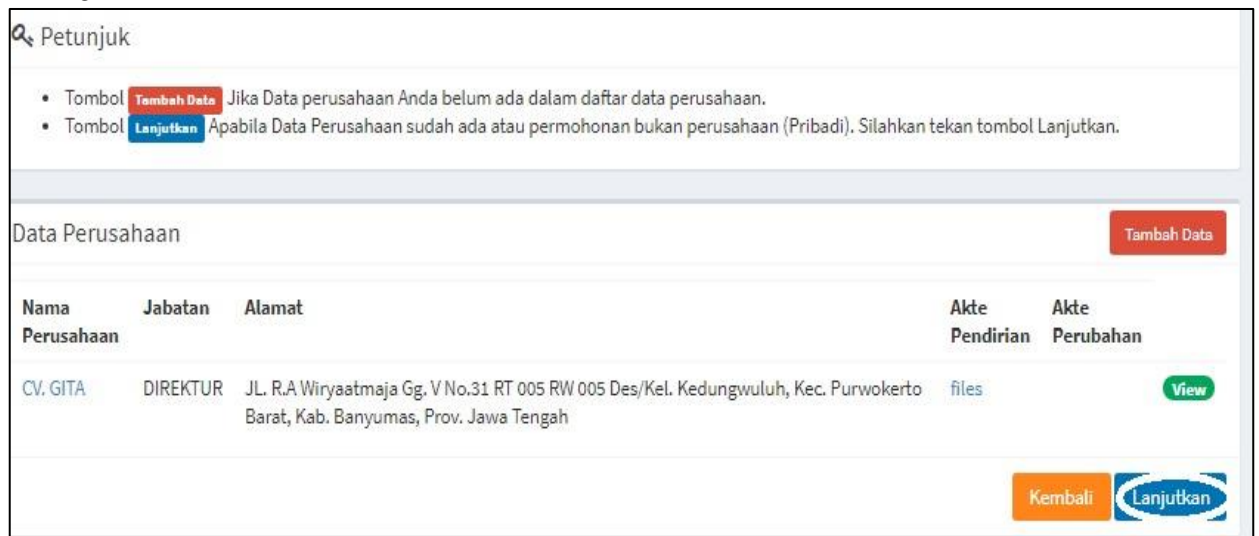 Petunjuk
• Tombol Tambah Data Jika Data perusahaan Anda belum ada dalam daftar data perusahaan.
• Tombol Lanjutkan Apabila Data Perusahaan sudah ada atau permohonan bukan perusahaan (Pribadi). Silahkan tekan tombol Lanjutkan.
Data Perusahaan Tambah Data
Nama Perusahaan Jabatan Alamat Akte Pendirian Akte Perubahan
CV. GITA DIREKTUR JL. R.A Wiryaatmaja Gg. V No.31 RT 005 RW 005 Des/Kel. Kedungwuluh, Kec. Purwokerto files View
Barat, Kab. Banyumas, Prov. Jawa Tengah
Kembali Lanjutkan